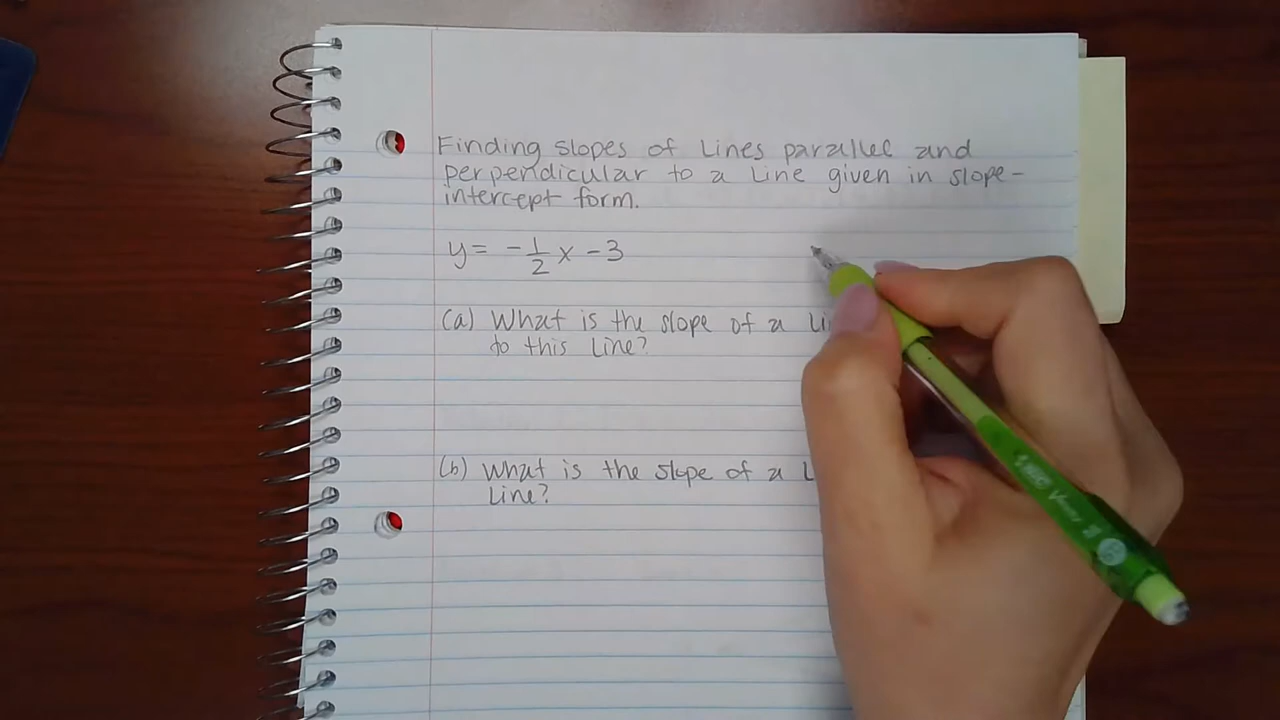 Finding slopes of lines parallel and
perpendicular to a line given in slope-
intercept form.
y = -1/2 x - 3
(a) What is the slope of a
to this line?
(b) What is the slope of a
line?
BIC